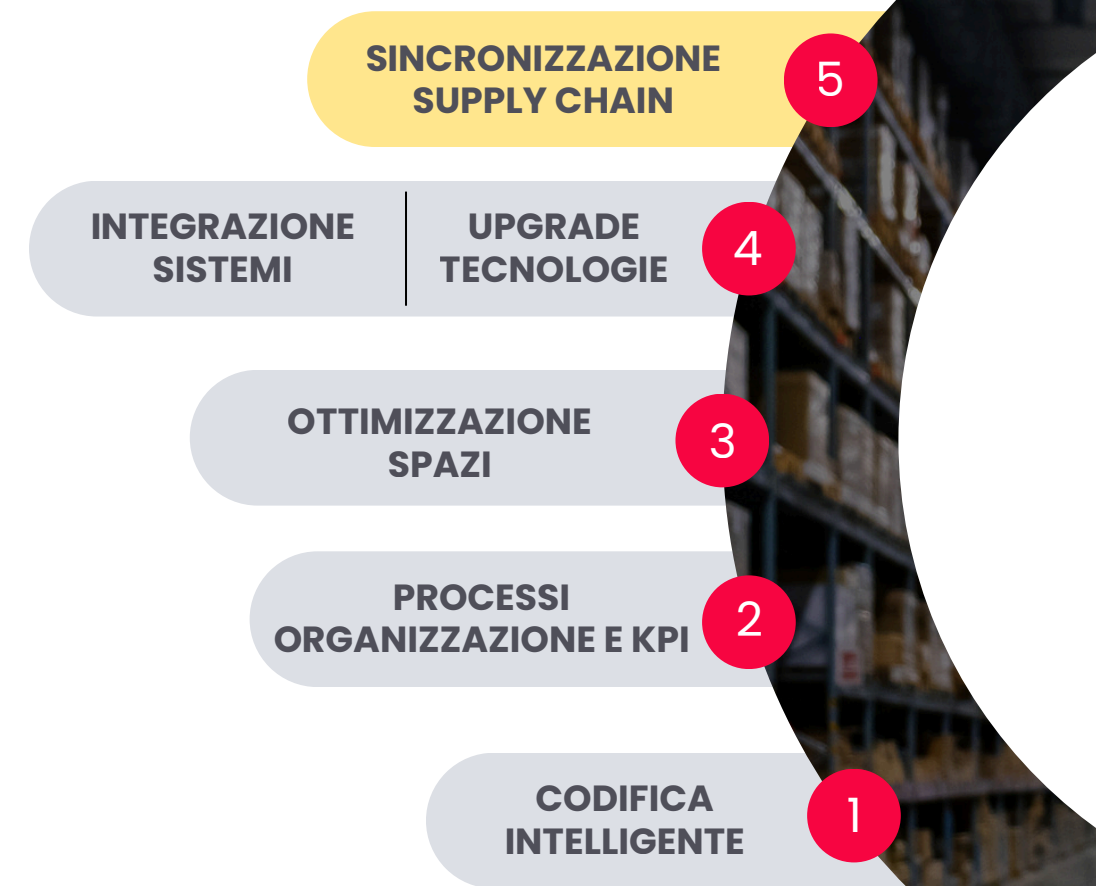 SINCRONIZZAZIONE
SUPPLY CHAIN
5
INTEGRAZIONE
SISTEMI
UPGRADE
TECNOLOGIE
4
OTTIMIZZAZIONE
SPAZI
3
PROCESSI
ORGANIZZAZIONE E KPI
2
CODIFICA
INTELLIGENTE
1